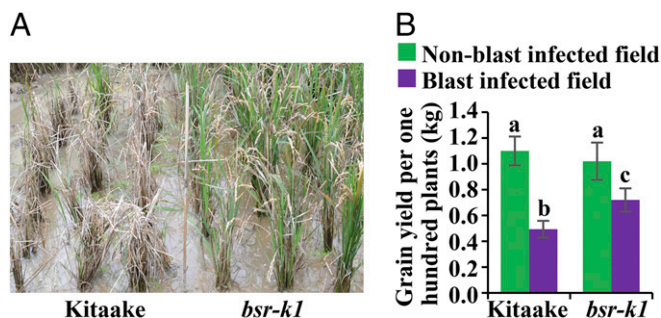 A
Kitaake bsr-k1
B
Non-blast infected field
Blast infected field
Grain yield per one
hundred plants (kg)
1.4
1.2
1.0
0.8
0.6
0.4
0.2
0.0
a
b
a
c
Kitaake bsr-k1